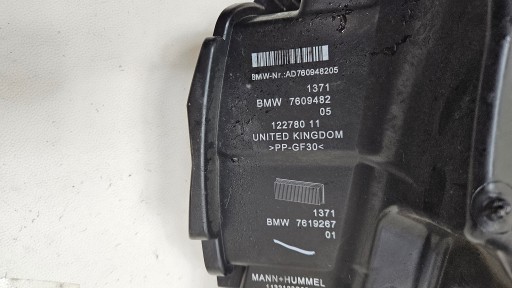 BMW-Nr.:AD760948205
1371
BMW 7609482
05
122780 11
UNITED KINGDOM
>PP-GF30<
1371
BMW 7619267
01
MANN+HUMMEL